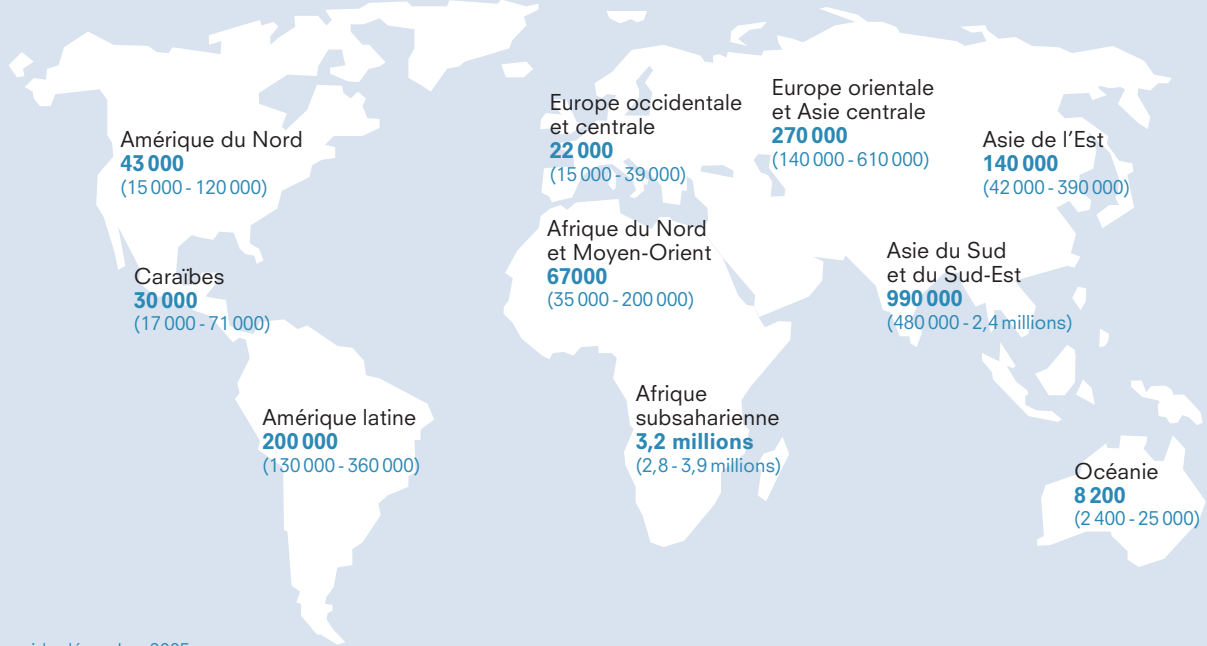 Amérique du Nord
43 000
(15 000 - 120 000)
Caraïbes
30 000
(17 000 - 71 000)
Amérique latine
200 000
(130 000 - 360 000)
Europe occidentale
et centrale
22 000
(15 000 - 39 000)
Afrique du Nord
et Moyen-Orient
67000
(35 000 - 200 000)
Afrique
subsaharienne
3,2 millions
(2,8 - 3,9 millions)
Europe orientale
et Asie centrale
270 000
(140 000 - 610 000)
Asie de l'Est
140 000
(42 000 - 390 000)
Asie du Sud
et du Sud-Est
990 000
(480 000 - 2,4 millions)
Océanie
8 200
(2 400 - 25 000)